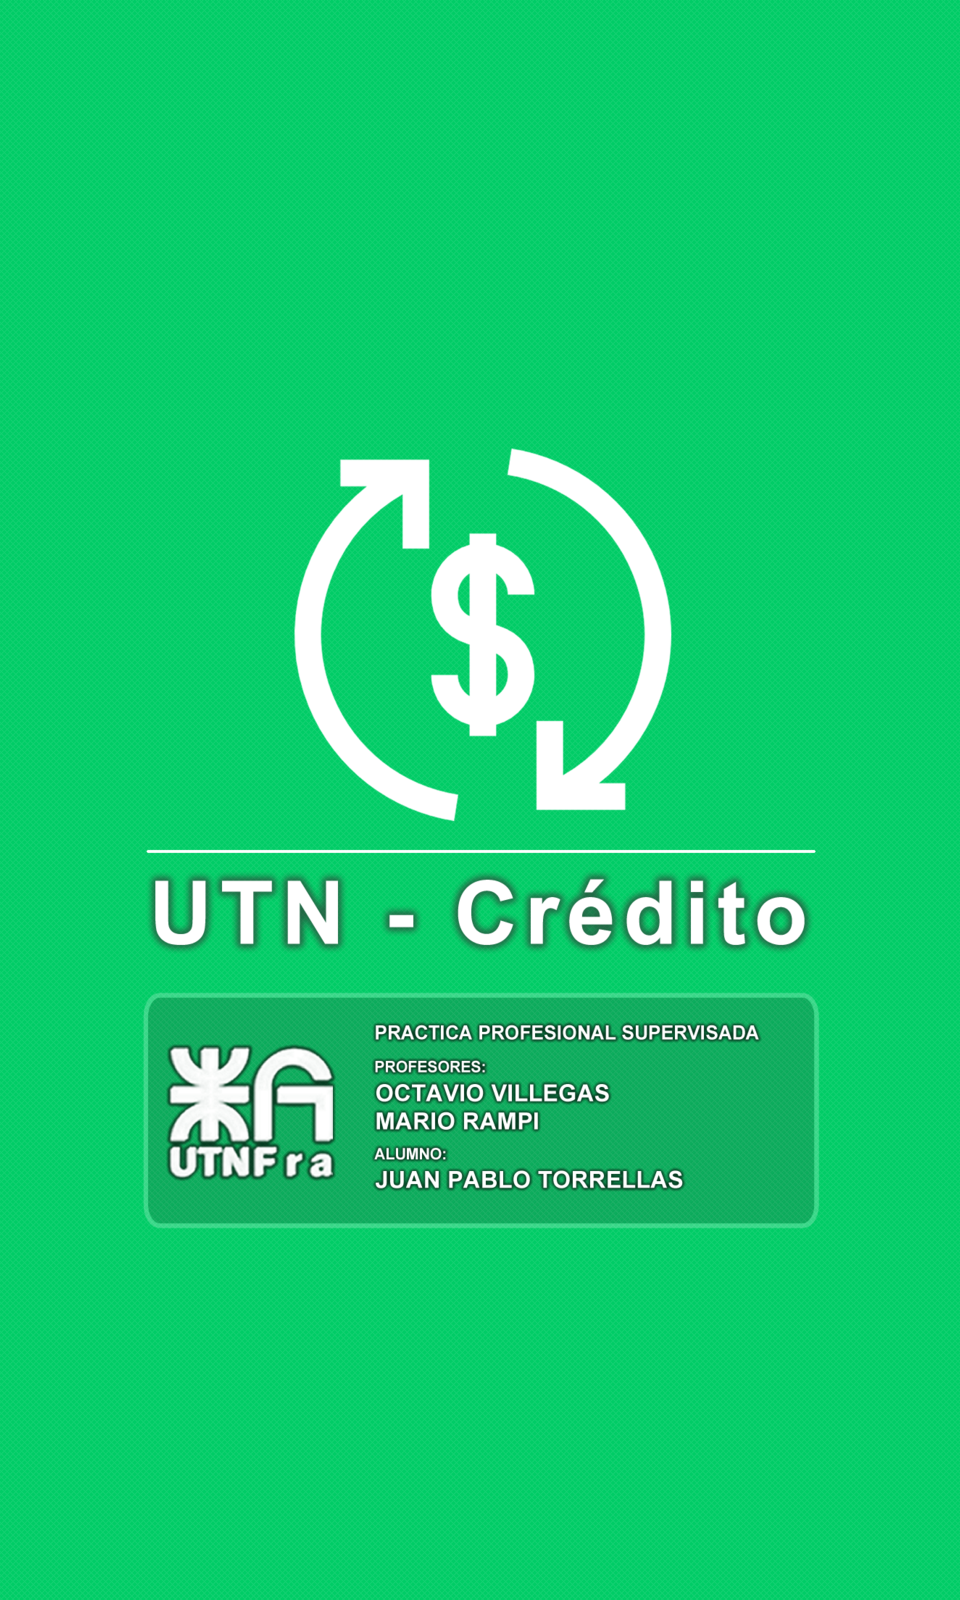 $
UTN - Crédito
PRACTICA PROFESIONAL SUPERVISADA
PROFESORES:
OCTAVIO VILLEGAS
MARIO RAMPI
ALUMNO:
JUAN PABLO TORRELLAS
UTNFra